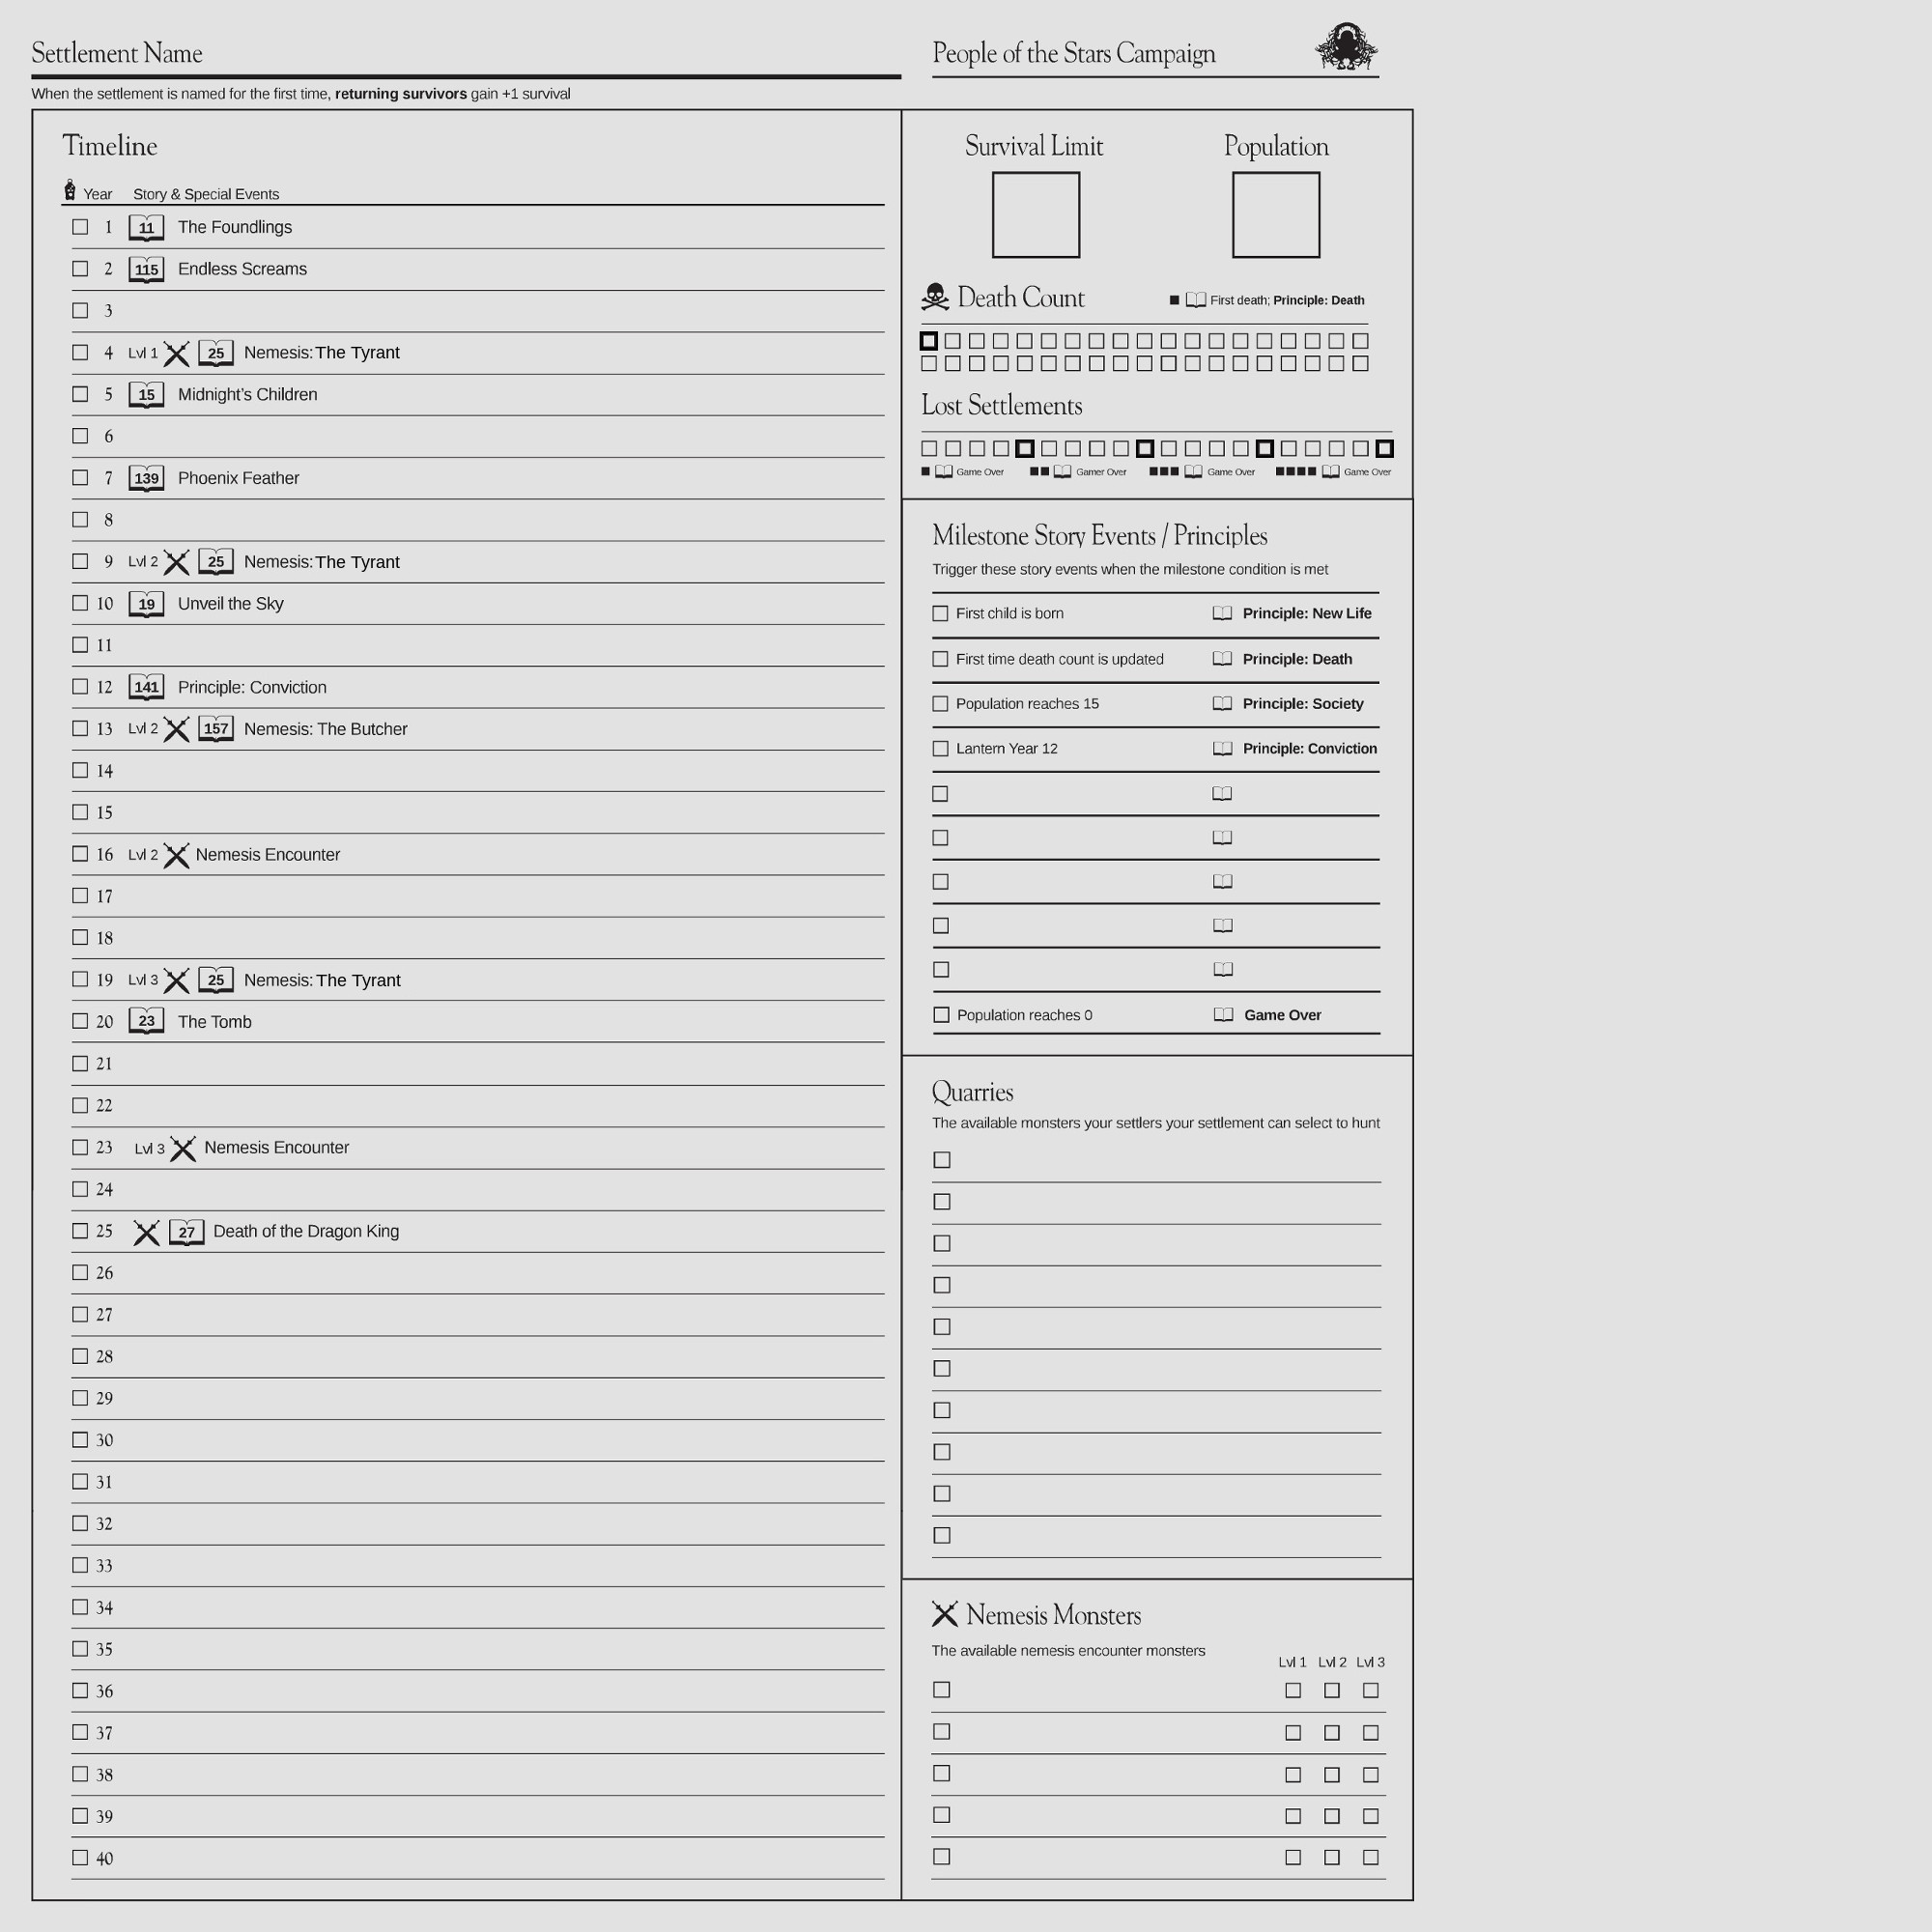 Settlement Name
People of the Stars Campaign
When the settlement is named for the first time, returning survivors gain +1 survival
Timeline
Year Story & Special Events
1 11 The Foundlings
2 115 Endless Screams
3
4 Lvl 1 25 Nemesis: The Tyrant
5 15 Midnight's Children
6
7 139 Phoenix Feather
8
9 Lvl 2 25 Nemesis: The Tyrant
10 19 Unveil the Sky
11
12 141 Principle: Conviction
13 Lvl 2 157 Nemesis: The Butcher
14
15
16 Lvl 2 Nemesis Encounter
17
18
19 Lvl 3 25 Nemesis: The Tyrant
20 23 The Tomb
21
22
23 Lvl 3 Nemesis Encounter
24
25 27 Death of the Dragon King
26
27
28
29
30
31
32
33
34
35
36
37
38
39
40
Survival Limit Population
Death Count First death; Principle: Death
Lost Settlements
Game Over Gamer Over Game Over Game Over
Milestone Story Events / Principles
Trigger these story events when the milestone condition is met
First child is born Principle: New Life
First time death count is updated Principle: Death
Population reaches 15 Principle: Society
Lantern Year 12 Principle: Conviction
Population reaches 0 Game Over
Quarries
The available monsters your settlers your settlement can select to hunt
Nemesis Monsters
The available nemesis encounter monsters
Lvl 1 Lvl 2 Lvl 3